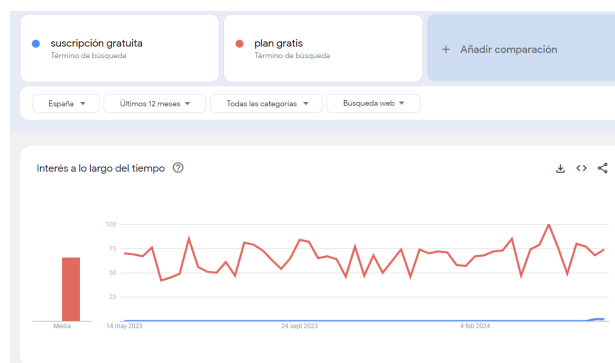 suscripción gratuita
Término de búsqueda
plan gratis
Término de búsqueda
+ Añadir comparación
España
Últimos 12 meses
Todas las categorías
Búsqueda web
Interés a lo largo del tiempo
100
75
50
25
Media
14 may 2023
24 sept 2023
4 feb 2024